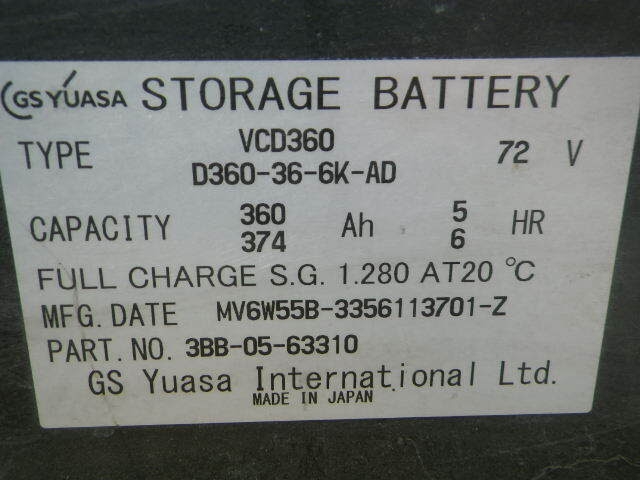 GS YUASA STORAGE BATTERY
TYPE VCD360 72 V
D360-36-6K-AD
CAPACITY 360 Ah 5 HR
374 6
FULL CHARGE S.G. 1.280 AT20 ℃
MFG. DATE MV6W55B-3356113701-Z
PART. NO. 3BB-05-63310
GS Yuasa International Ltd.
MADE IN JAPAN